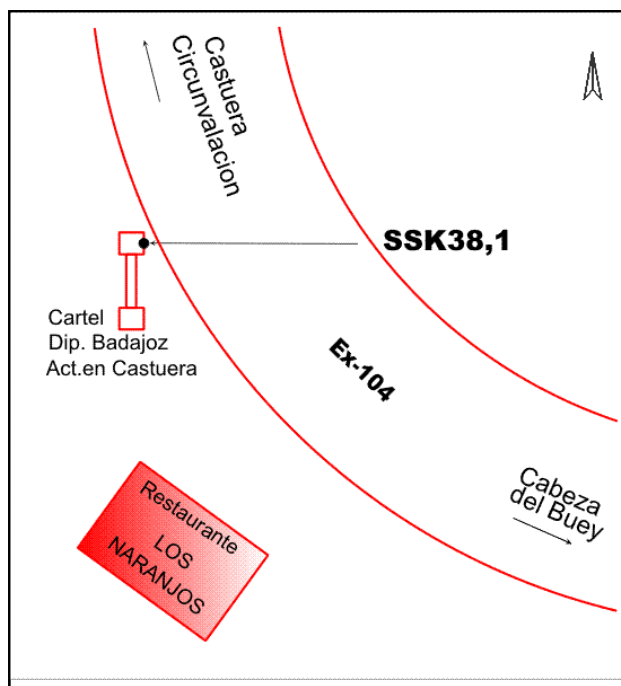 Castuera
Circunvalacion
SSK38,1
Cartel
Dip. Badajoz
Act.en Castuera
Ex-104
Cabeza
del Buey
Restaurante
LOS
NARANJOS